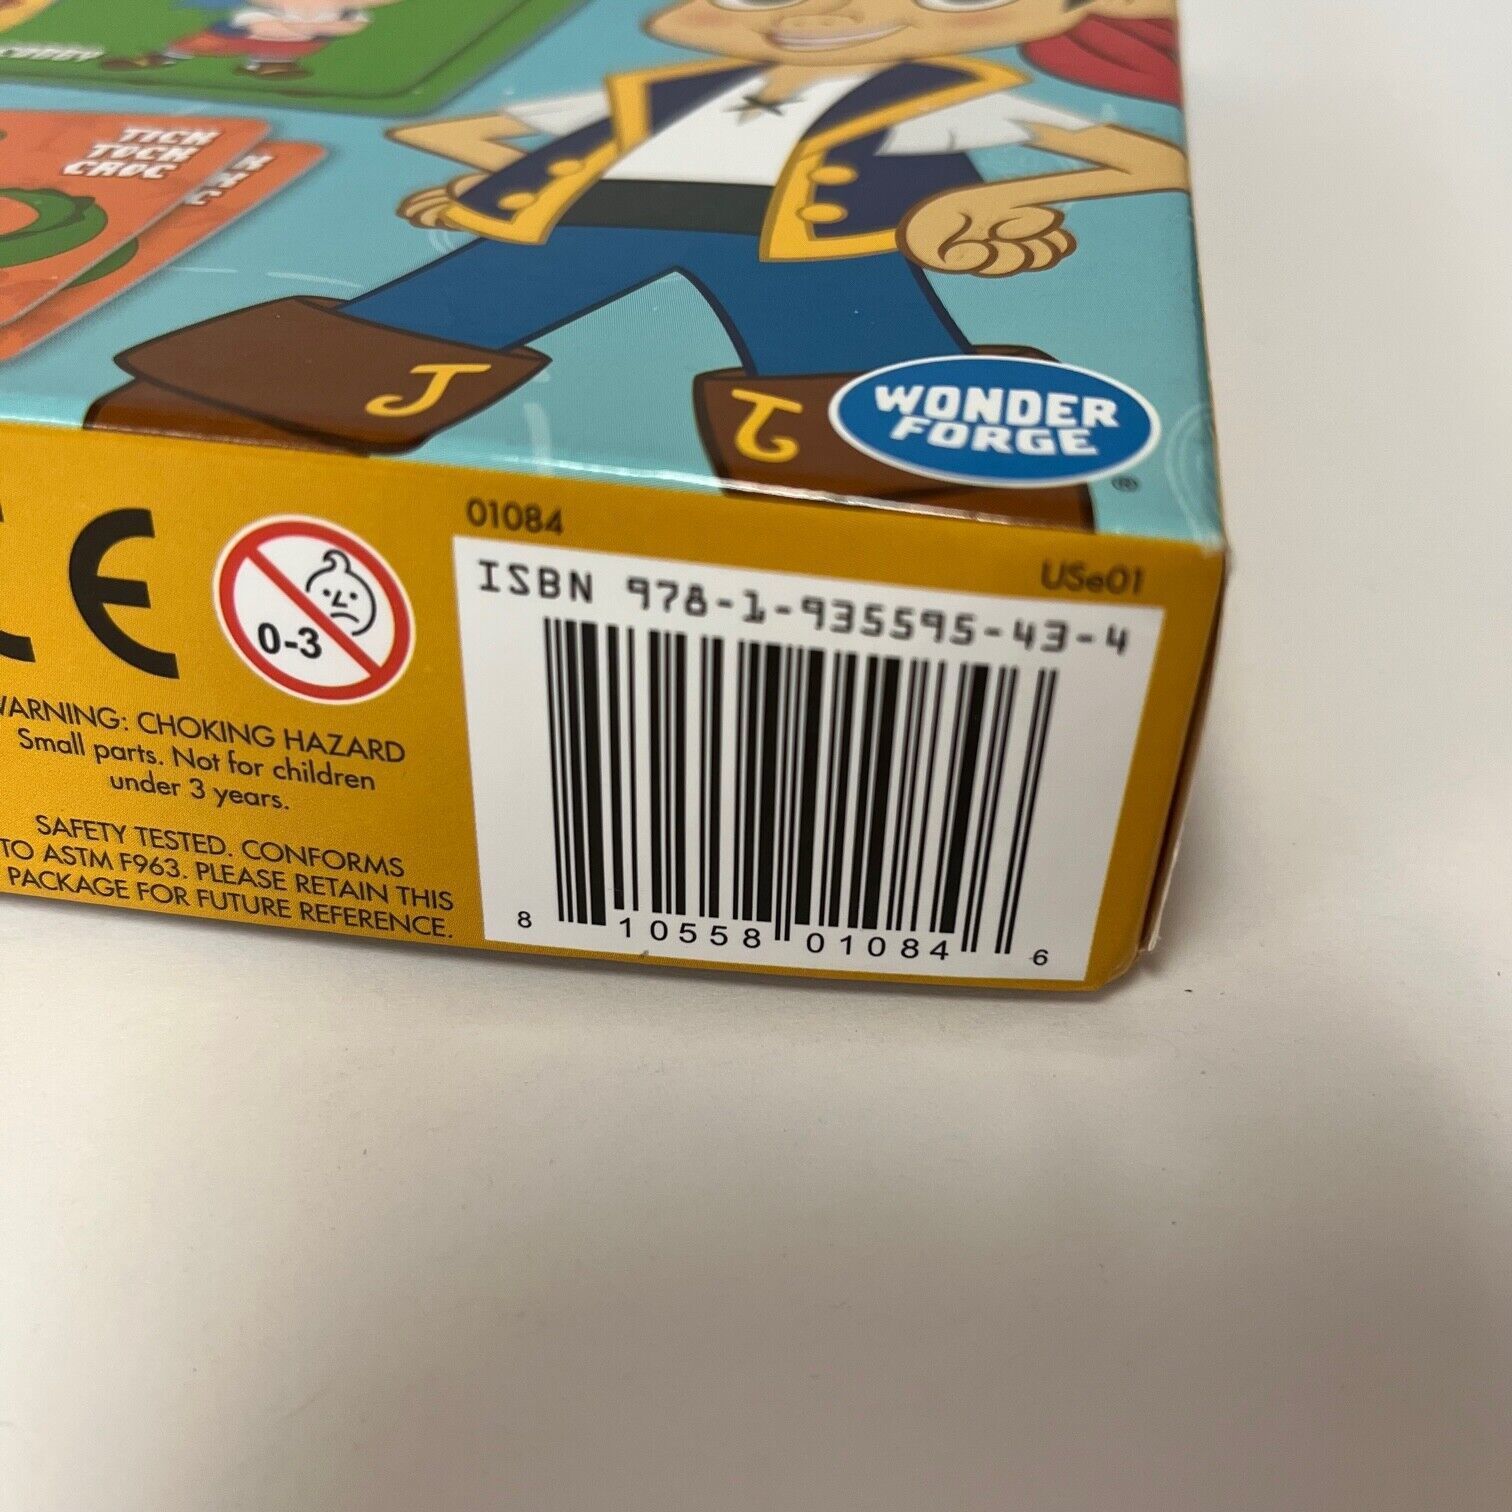 CUBBY
TICK
TOCK
CROC
J
J
WONDER
FORGE
®
01084
USe01
CE
0-3
ISBN 978-1-935595-43-4
WARNING: CHOKING HAZARD
Small parts. Not for children
under 3 years.
SAFETY TESTED. CONFORMS
TO ASTM F963. PLEASE RETAIN THIS
PACKAGE FOR FUTURE REFERENCE.
8 10558 01084 6